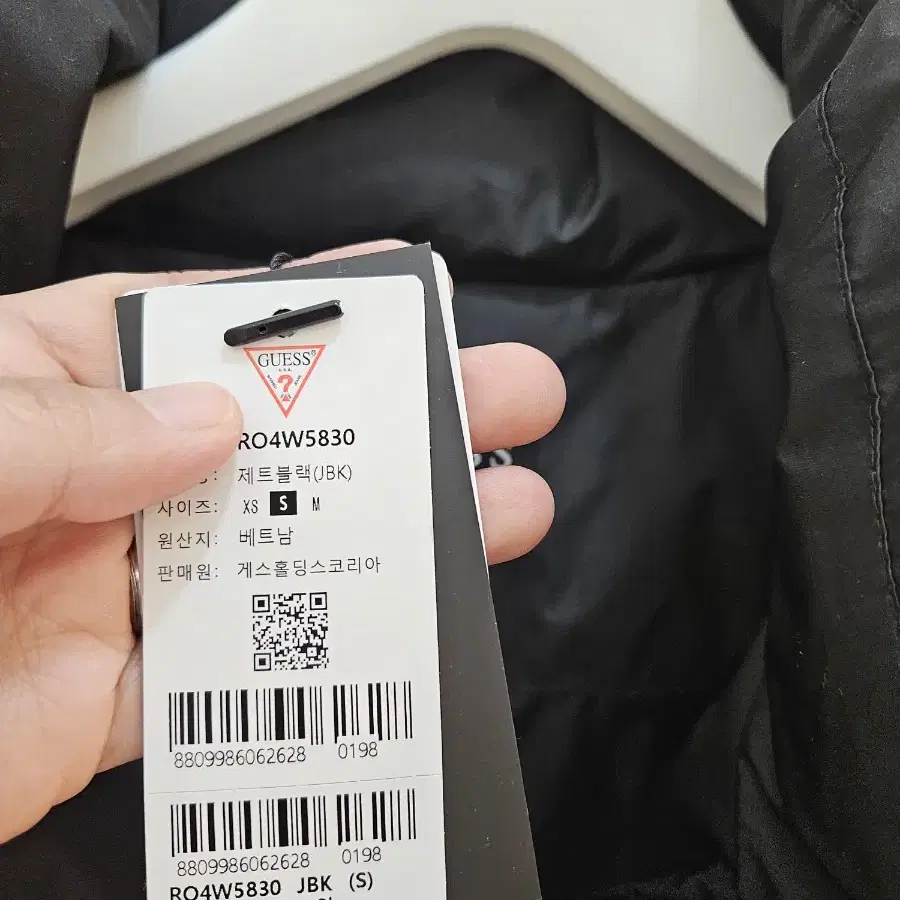 GUESS®
U.S.A.
?
RO4W5830
제트블랙(JBK)
사이즈: XS S M
원산지: 베트남
판매원: 게스홀딩스코리아
8809986062628 0198
8809986062628 0198
RO4W5830 JBK (S)